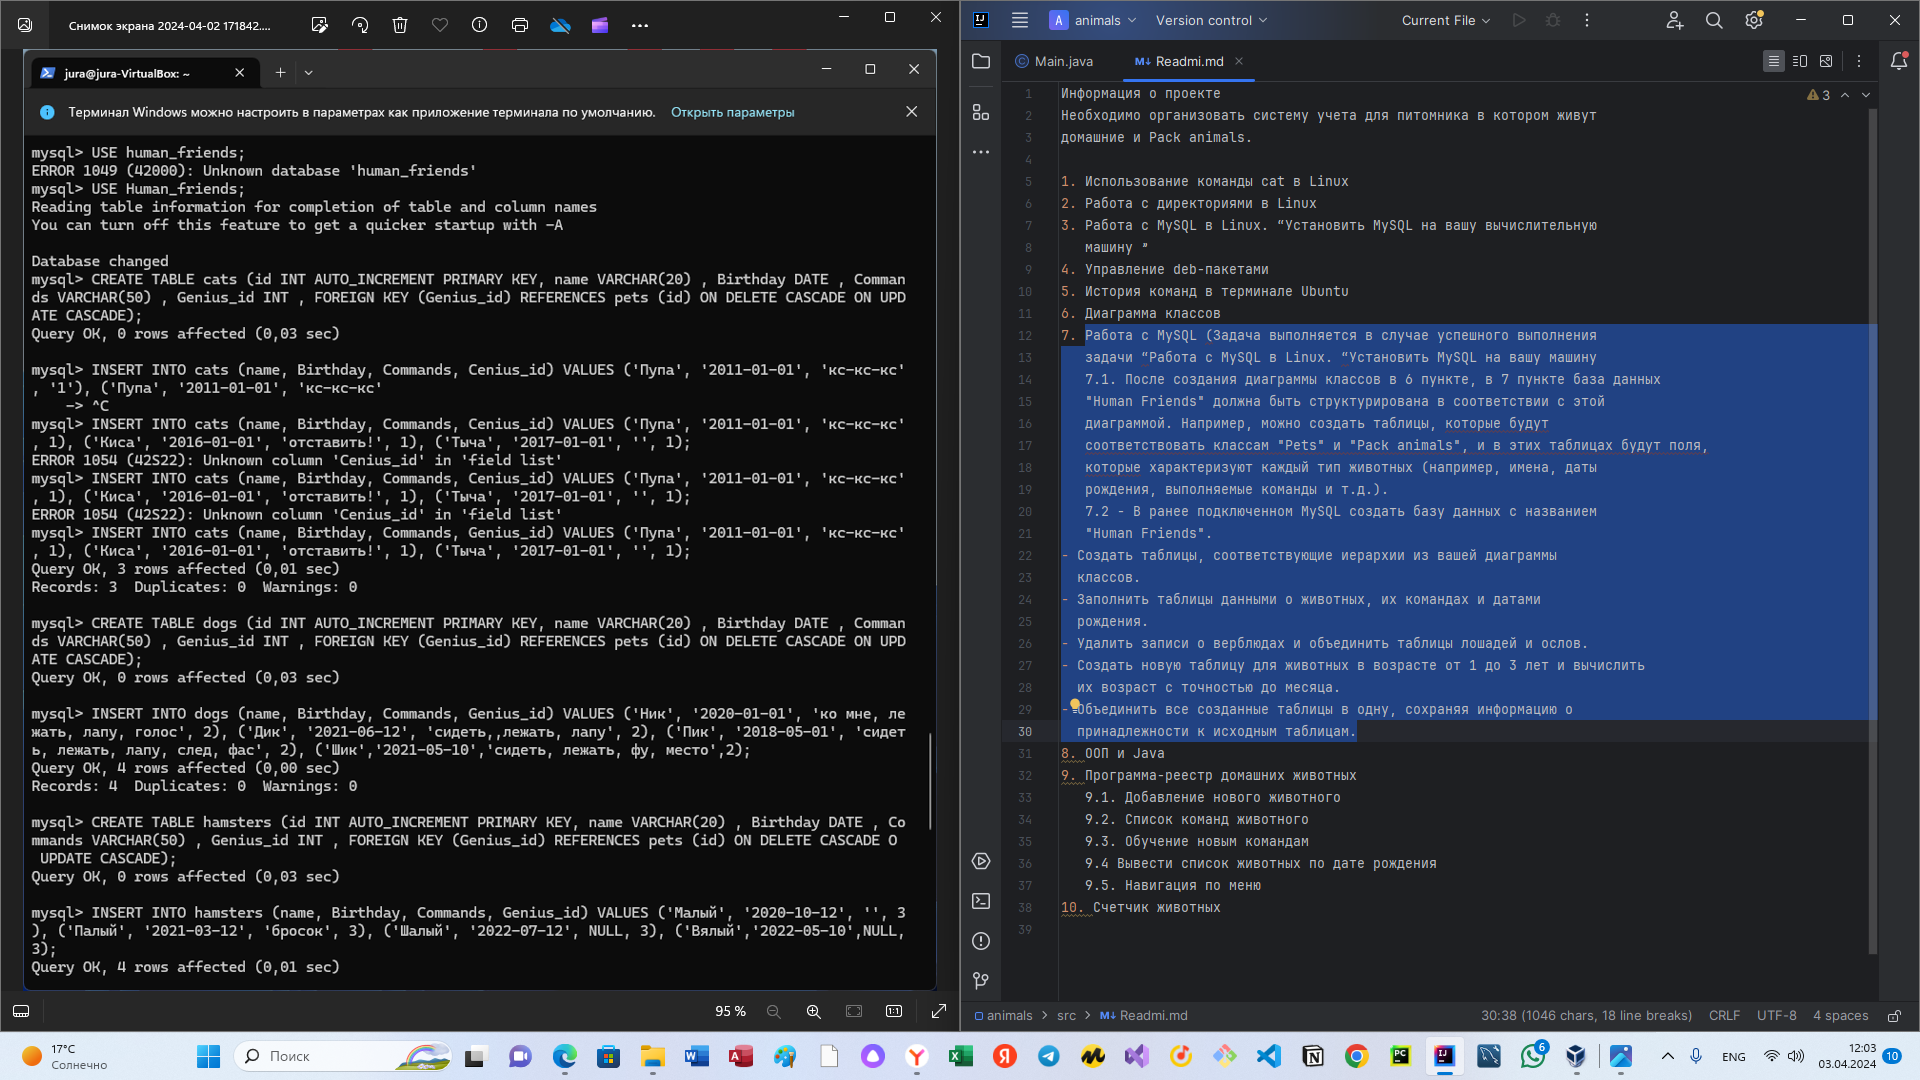 Снимок экрана 2024-04-02 171842....
jura@jura-VirtualBox: ~
Терминал Windows можно настроить в параметрах как приложение терминала по умолчанию. Открыть параметры
mysql> USE human_friends;
ERROR 1049 (42000): Unknown database 'human_friends'
mysql> USE Human_friends;
Reading table information for completion of table and column names
You can turn off this feature to get a quicker startup with -A
Database changed
mysql> CREATE TABLE cats (id INT AUTO_INCREMENT PRIMARY KEY, name VARCHAR(20) , Birthday DATE , Comman
ds VARCHAR(50) , Genius_id INT , FOREIGN KEY (Genius_id) REFERENCES pets (id) ON DELETE CASCADE ON UPD
ATE CASCADE);
Query OK, 0 rows affected (0,03 sec)
mysql> INSERT INTO cats (name, Birthday, Commands, Cenius_id) VALUES ('Пупа', '2011-01-01', 'кс-кс-кс'
, '1'), ('Пупа', '2011-01-01', 'кс-кс-кс'
-> ^C
mysql> INSERT INTO cats (name, Birthday, Commands, Cenius_id) VALUES ('Пупа', '2011-01-01', 'кс-кс-кс'
, 1), ('Киса', '2016-01-01', 'отставить!', 1), ('Тыча', '2017-01-01', '', 1);
ERROR 1054 (42S22): Unknown column 'Cenius_id' in 'field list'
mysql> INSERT INTO cats (name, Birthday, Commands, Cenius_id) VALUES ('Пупа', '2011-01-01', 'кс-кс-кс'
, 1), ('Киса', '2016-01-01', 'отставить!', 1), ('Тыча', '2017-01-01', '', 1);
ERROR 1054 (42S22): Unknown column 'Cenius_id' in 'field list'
mysql> INSERT INTO cats (name, Birthday, Commands, Genius_id) VALUES ('Пупа', '2011-01-01', 'кс-кс-кс'
, 1), ('Киса', '2016-01-01', 'отставить!', 1), ('Тыча', '2017-01-01', '', 1);
Query OK, 3 rows affected (0,01 sec)
Records: 3  Duplicates: 0  Warnings: 0
mysql> CREATE TABLE dogs (id INT AUTO_INCREMENT PRIMARY KEY, name VARCHAR(20) , Birthday DATE , Comman
ds VARCHAR(50) , Genius_id INT , FOREIGN KEY (Genius_id) REFERENCES pets (id) ON DELETE CASCADE ON UPD
ATE CASCADE);
Query OK, 0 rows affected (0,03 sec)
mysql> INSERT INTO dogs (name, Birthday, Commands, Genius_id) VALUES ('Ник', '2020-01-01', 'ко мне, ле
жать, лапу, голос', 2), ('Дик', '2021-06-12', 'сидеть,,лежать, лапу', 2), ('Пик', '2018-05-01', 'сидет
ь, лежать, лапу, след, фас', 2), ('Шик','2021-05-10','сидеть, лежать, фу, место',2);
Query OK, 4 rows affected (0,00 sec)
Records: 4  Duplicates: 0  Warnings: 0
mysql> CREATE TABLE hamsters (id INT AUTO_INCREMENT PRIMARY KEY, name VARCHAR(20) , Birthday DATE , Co
mmands VARCHAR(50) , Genius_id INT , FOREIGN KEY (Genius_id) REFERENCES pets (id) ON DELETE CASCADE O
UPDATE CASCADE);
Query OK, 0 rows affected (0,03 sec)
mysql> INSERT INTO hamsters (name, Birthday, Commands, Genius_id) VALUES ('Малый', '2020-10-12', '', 3
), ('Палый', '2021-03-12', 'бросок', 3), ('Шалый', '2022-07-12', NULL, 3), ('Вялый','2022-05-10',NULL,
3);
Query OK, 4 rows affected (0,01 sec)
95 %
1:1
IJ
A animals Version control Current File
Main.java M↓ Readmi.md
3
1 Информация о проекте
2 Необходимо организовать систему учета для питомника в котором живут
3 домашние и Pack animals.
4
5 1. Использование команды cat в Linux
6 2. Работа с директориями в Linux
7 3. Работа с MySQL в Linux. “Установить MySQL на вашу вычислительную
8 машину ”
9 4. Управление deb-пакетами
10 5. История команд в терминале Ubuntu
11 6. Диаграмма классов
12 7. Работа с MySQL (Задача выполняется в случае успешного выполнения
13 задачи “Работа с MySQL в Linux. “Установить MySQL на вашу машину
14 7.1. После создания диаграммы классов в 6 пункте, в 7 пункте база данных
15 "Human Friends" должна быть структурирована в соответствии с этой
16 диаграммой. Например, можно создать таблицы, которые будут
17 соответствовать классам "Pets" и "Pack animals", и в этих таблицах будут поля,
18 которые характеризуют каждый тип животных (например, имена, даты
19 рождения, выполняемые команды и т.д.).
20 7.2 - В ранее подключенном MySQL создать базу данных с названием
21 "Human Friends".
22 - Создать таблицы, соответствующие иерархии из вашей диаграммы
23 классов.
24 - Заполнить таблицы данными о животных, их командах и датами
25 рождения.
26 - Удалить записи о верблюдах и объединить таблицы лошадей и ослов.
27 - Создать новую таблицу для животных в возрасте от 1 до 3 лет и вычислить
28 их возраст с точностью до месяца.
29 - Объединить все созданные таблицы в одну, сохраняя информацию о
30 принадлежности к исходным таблицам.
31 8. ООП и Java
32 9. Программа-реестр домашних животных
33 9.1. Добавление нового животного
34 9.2. Список команд животного
35 9.3. Обучение новым командам
36 9.4 Вывести список животных по дате рождения
37 9.5. Навигация по меню
38 10. Счетчик животных
39
animals > src > M↓ Readmi.md 30:38 (1046 chars, 18 line breaks) CRLF UTF-8 4 spaces
17°C
Солнечно
Поиск
6
ENG
12:03
03.04.2024
10